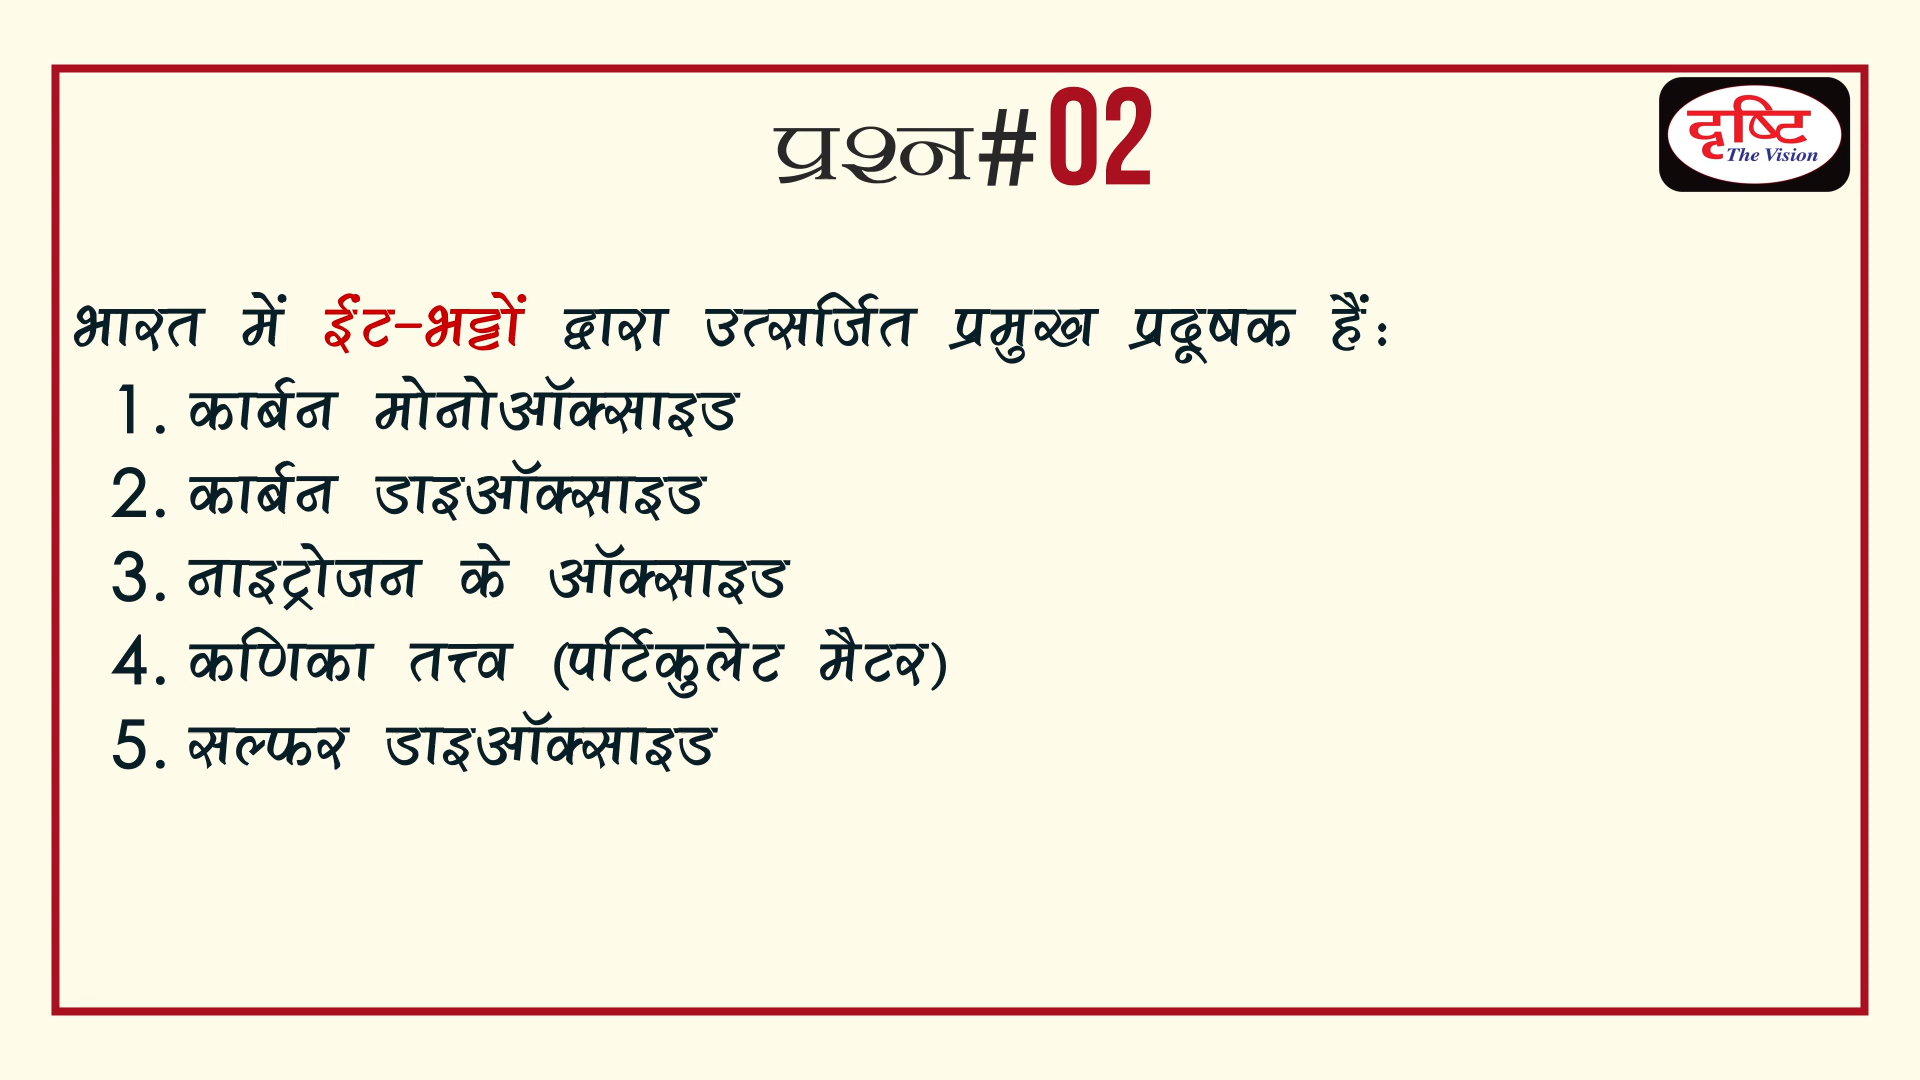 प्रश्न#02
दृष्टि
The Vision
भारत में ईंट-भट्ठों द्वारा उत्सर्जित प्रमुख प्रदूषक हैं:
1. कार्बन मोनोऑक्साइड
2. कार्बन डाइऑक्साइड
3. नाइट्रोजन के ऑक्साइड
4. कणिका तत्त्व (पर्टिकुलेट मैटर)
5. सल्फर डाइऑक्साइड